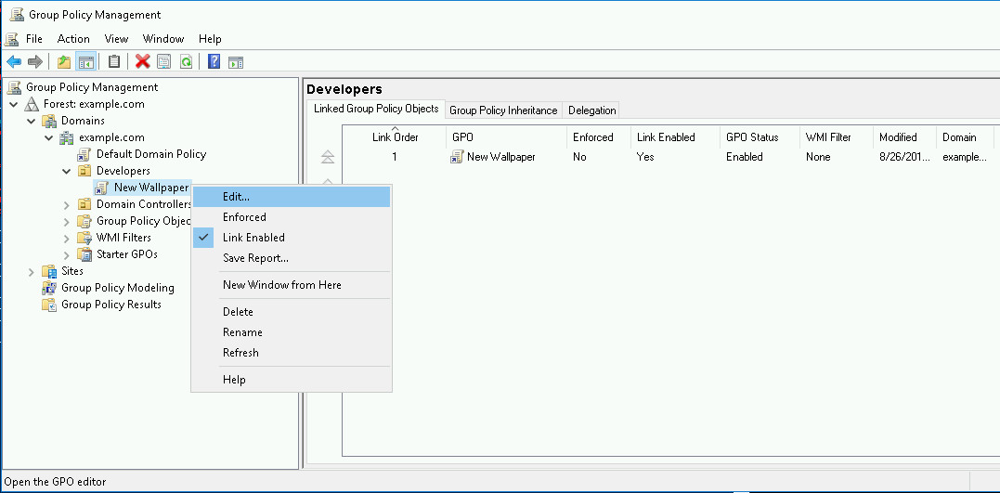 Group Policy Management
File Action View Window Help
Group Policy Management
Forest: example.com
Domains
example.com
Default Domain Policy
Developers
New Wallpaper
Domain Controllers
Group Policy Objec
WMI Filters
Starter GPOs
Sites
Group Policy Modeling
Group Policy Results
Edit...
Enforced
Link Enabled
Save Report...
New Window from Here
Delete
Rename
Refresh
Help
Developers
Linked Group Policy Objects Group Policy Inheritance Delegation
Link Order GPO Enforced Link Enabled GPO Status WMI Filter Modified Domain
1 New Wallpaper No Yes Enabled None 8/26/201... example...
Open the GPO editor